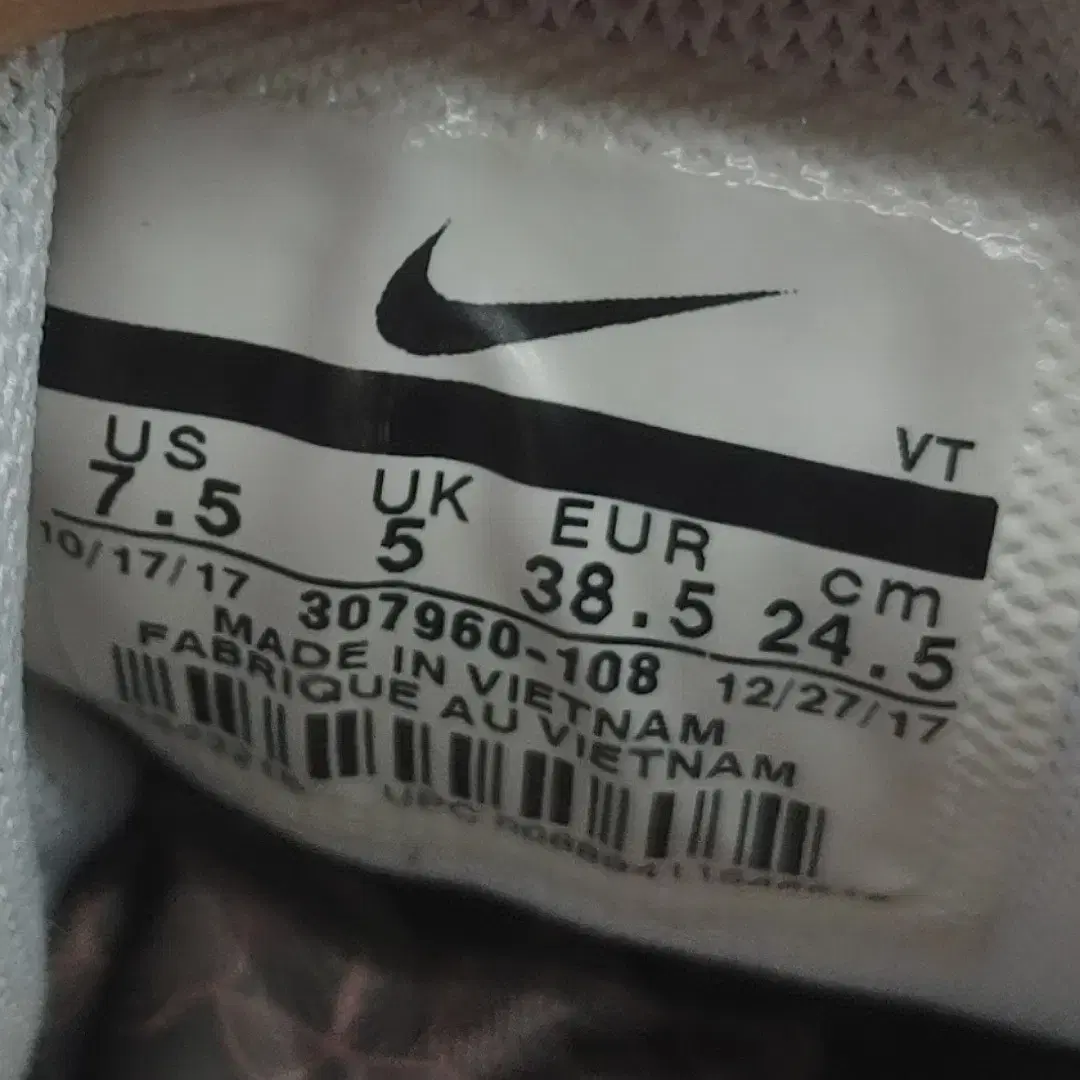 VT
US UK EUR cm
7.5 5 38.5 24.5
10/17/17 307960-108 12/27/17
MADE IN VIETNAM
FABRIQUE AU VIETNAM
UPC